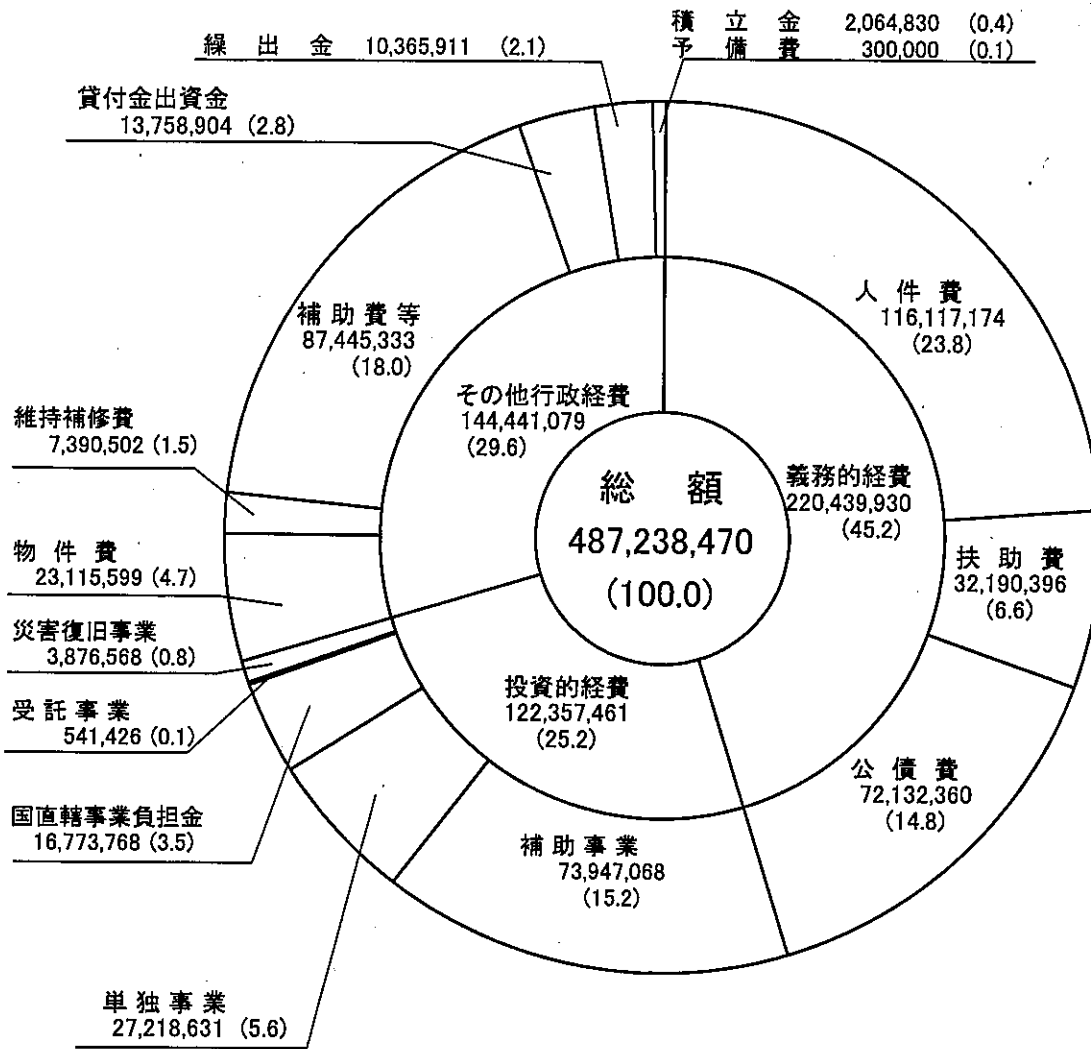 積立金 2,064,830 (0.4)
予備費 300,000 (0.1)
繰出金 10,365,911 (2.1)
貸付金出資金
13,758,904 (2.8)
人件費
116,117,174
(23.8)
補助費等
87,445,333
(18.0)
その他行政経費
144,441,079
(29.6)
維持補修費
7,390,502 (1.5)
総額
487,238,470
(100.0)
義務的経費
220,439,930
(45.2)
物件費
23,115,599 (4.7)
扶助費
32,190,396
(6.6)
災害復旧事業
3,876,568 (0.8)
受託事業
541,426 (0.1)
投資的経費
122,357,461
(25.2)
公債費
72,132,360
(14.8)
国直轄事業負担金
16,773,768 (3.5)
補助事業
73,947,068
(15.2)
単独事業
27,218,631 (5.6)